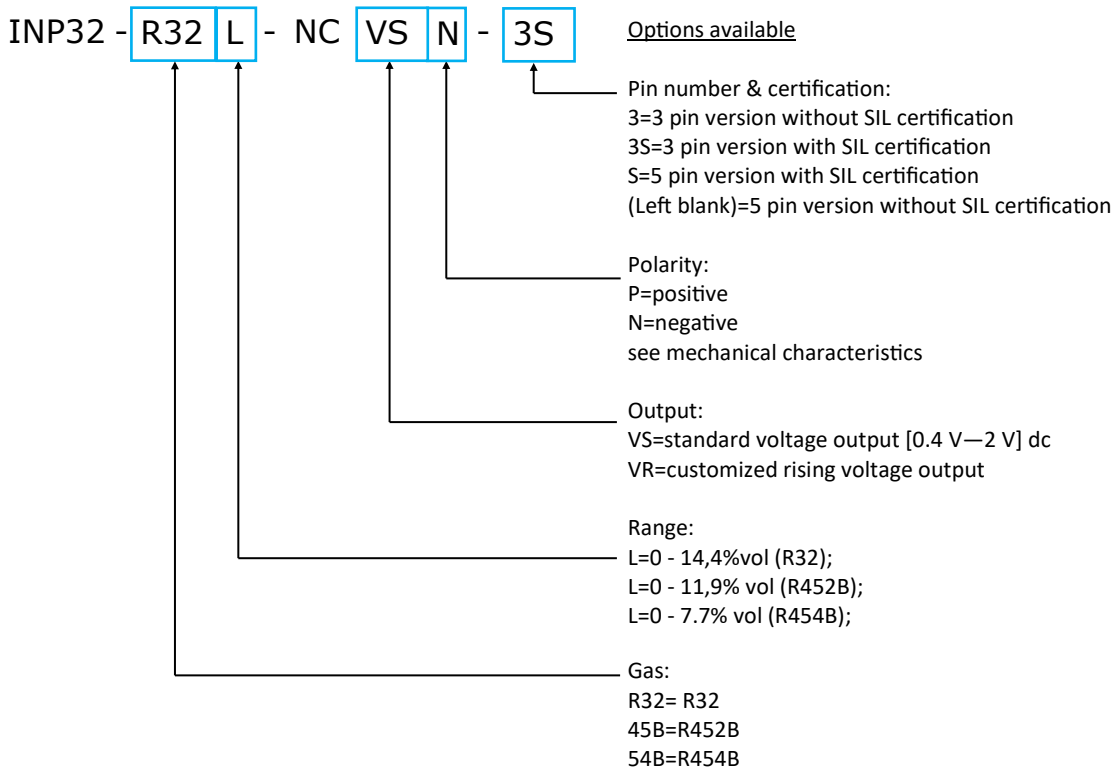 INP32 - R32 L - NC VS N - 3S
Options available
Pin number & certification:
3=3 pin version without SIL certification
3S=3 pin version with SIL certification
S=5 pin version with SIL certification
(Left blank)=5 pin version without SIL certification
Polarity:
P=positive
N=negative
see mechanical characteristics
Output:
VS=standard voltage output [0.4 V—2 V] dc
VR=customized rising voltage output
Range:
L=0 - 14,4%vol (R32);
L=0 - 11,9% vol (R452B);
L=0 - 7.7% vol (R454B);
Gas:
R32= R32
45B=R452B
54B=R454B